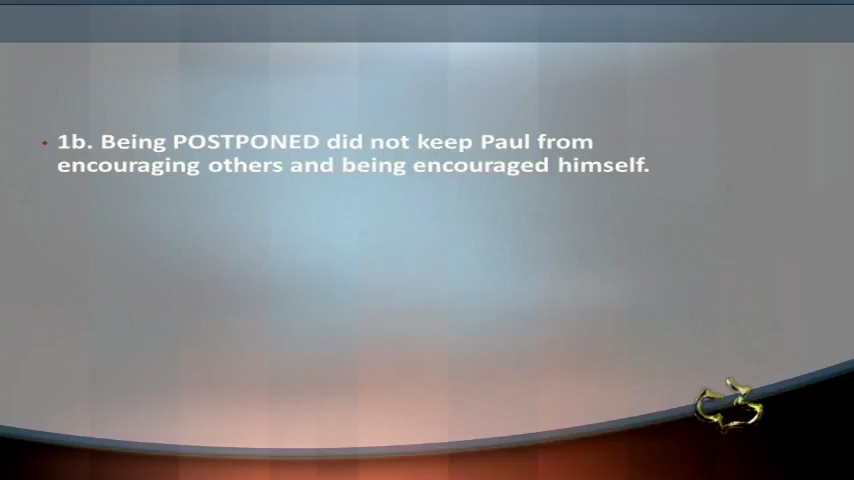 • 1b. Being POSTPONED did not keep Paul from
encouraging others and being encouraged himself.